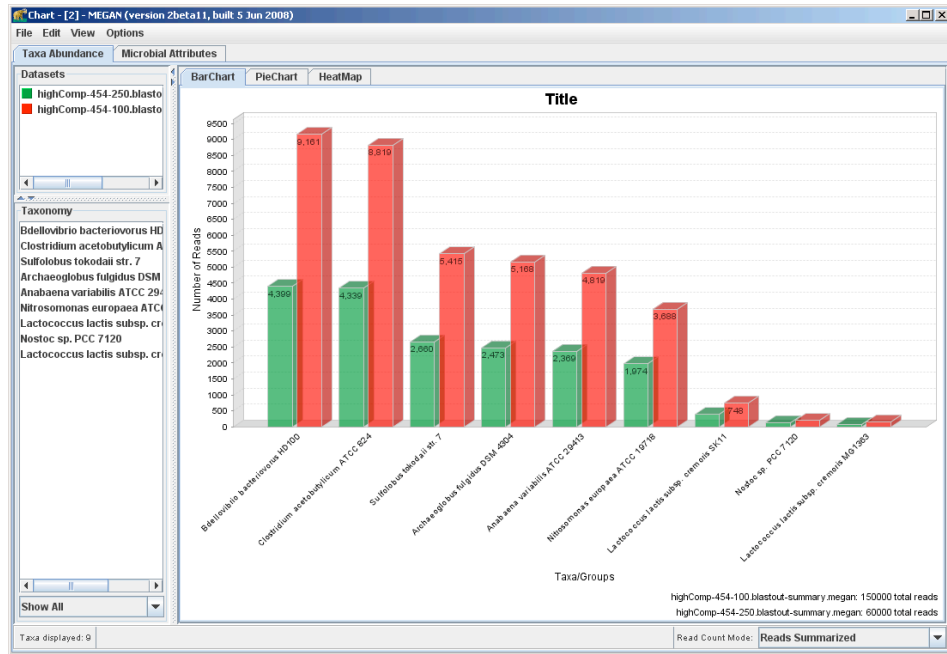 Chart - [2] - MEGAN (version 2beta11, built 5 Jun 2008)
File Edit View Options
Taxa Abundance Microbial Attributes
Datasets
highComp-454-250.blasto
highComp-454-100.blasto
Taxonomy
Bdellovibrio bacteriovorus HD
Clostridium acetobutylicum A
Sulfolobus tokodaii str. 7
Archaeoglobus fulgidus DSM
Anabaena variabilis ATCC 294
Nitrosomonas europaea ATC
Lactococcus lactis subsp. cre
Nostoc sp. PCC 7120
Lactococcus lactis subsp. cre
Show All
BarChart PieChart HeatMap
Title
Number of Reads
9500
9000
8500
8000
7500
7000
6500
6000
5500
5000
4500
4000
3500
3000
2500
2000
1500
1000
500
0
4,399
9,161
4,339
8,819
2,660
5,415
2,473
5,168
2,369
4,819
1,974
3,688
748
Bdellovibrio bacteriovorus HD100
Clostridium acetobutylicum ATCC 824
Sulfolobus tokodaii str. 7
Archaeoglobus fulgidus DSM 4304
Anabaena variabilis ATCC 29413
Nitrosomonas europaea ATCC 19718
Lactococcus lactis subsp. cremoris SK11
Nostoc sp. PCC 7120
Lactococcus lactis subsp. cremoris MG1363
Taxa/Groups
highComp-454-100.blastout-summary.megan: 150000 total reads
highComp-454-250.blastout-summary.megan: 60000 total reads
Taxa displayed: 9
Read Count Mode: Reads Summarized